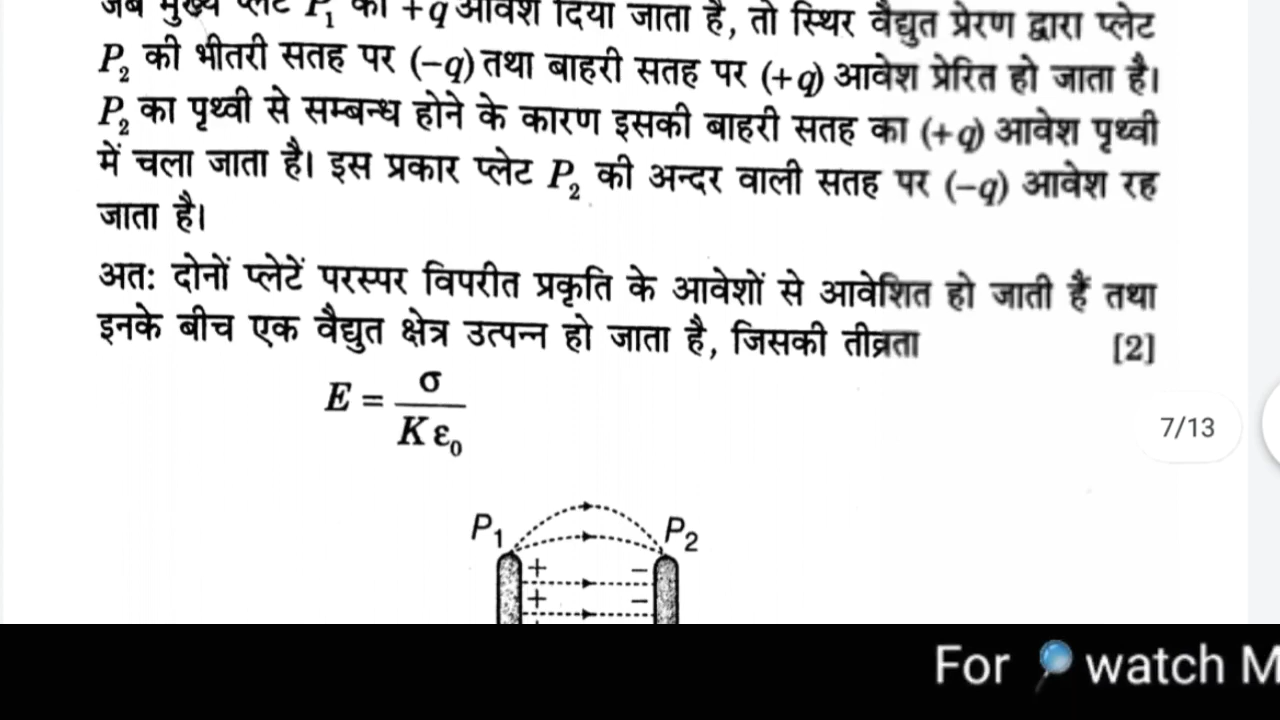 जब मुख्य प्लेट P₁ को +q आवेश दिया जाता है, तो स्थिर वैद्युत प्रेरण द्वारा प्लेट
P₂ की भीतरी सतह पर (−q) तथा बाहरी सतह पर (+q) आवेश प्रेरित हो जाता है।
P₂ का पृथ्वी से सम्बन्ध होने के कारण इसकी बाहरी सतह का (+q) आवेश पृथ्वी
में चला जाता है। इस प्रकार प्लेट P₂ की अन्दर वाली सतह पर (−q) आवेश रह
जाता है।
अतः दोनों प्लेटें परस्पर विपरीत प्रकृति के आवेशों से आवेशित हो जाती हैं तथा
इनके बीच एक वैद्युत क्षेत्र उत्पन्न हो जाता है, जिसकी तीव्रता [2]
E = σ / K ε₀
7/13
P₁ P₂
+ −
+ −
For 🔎 watch M